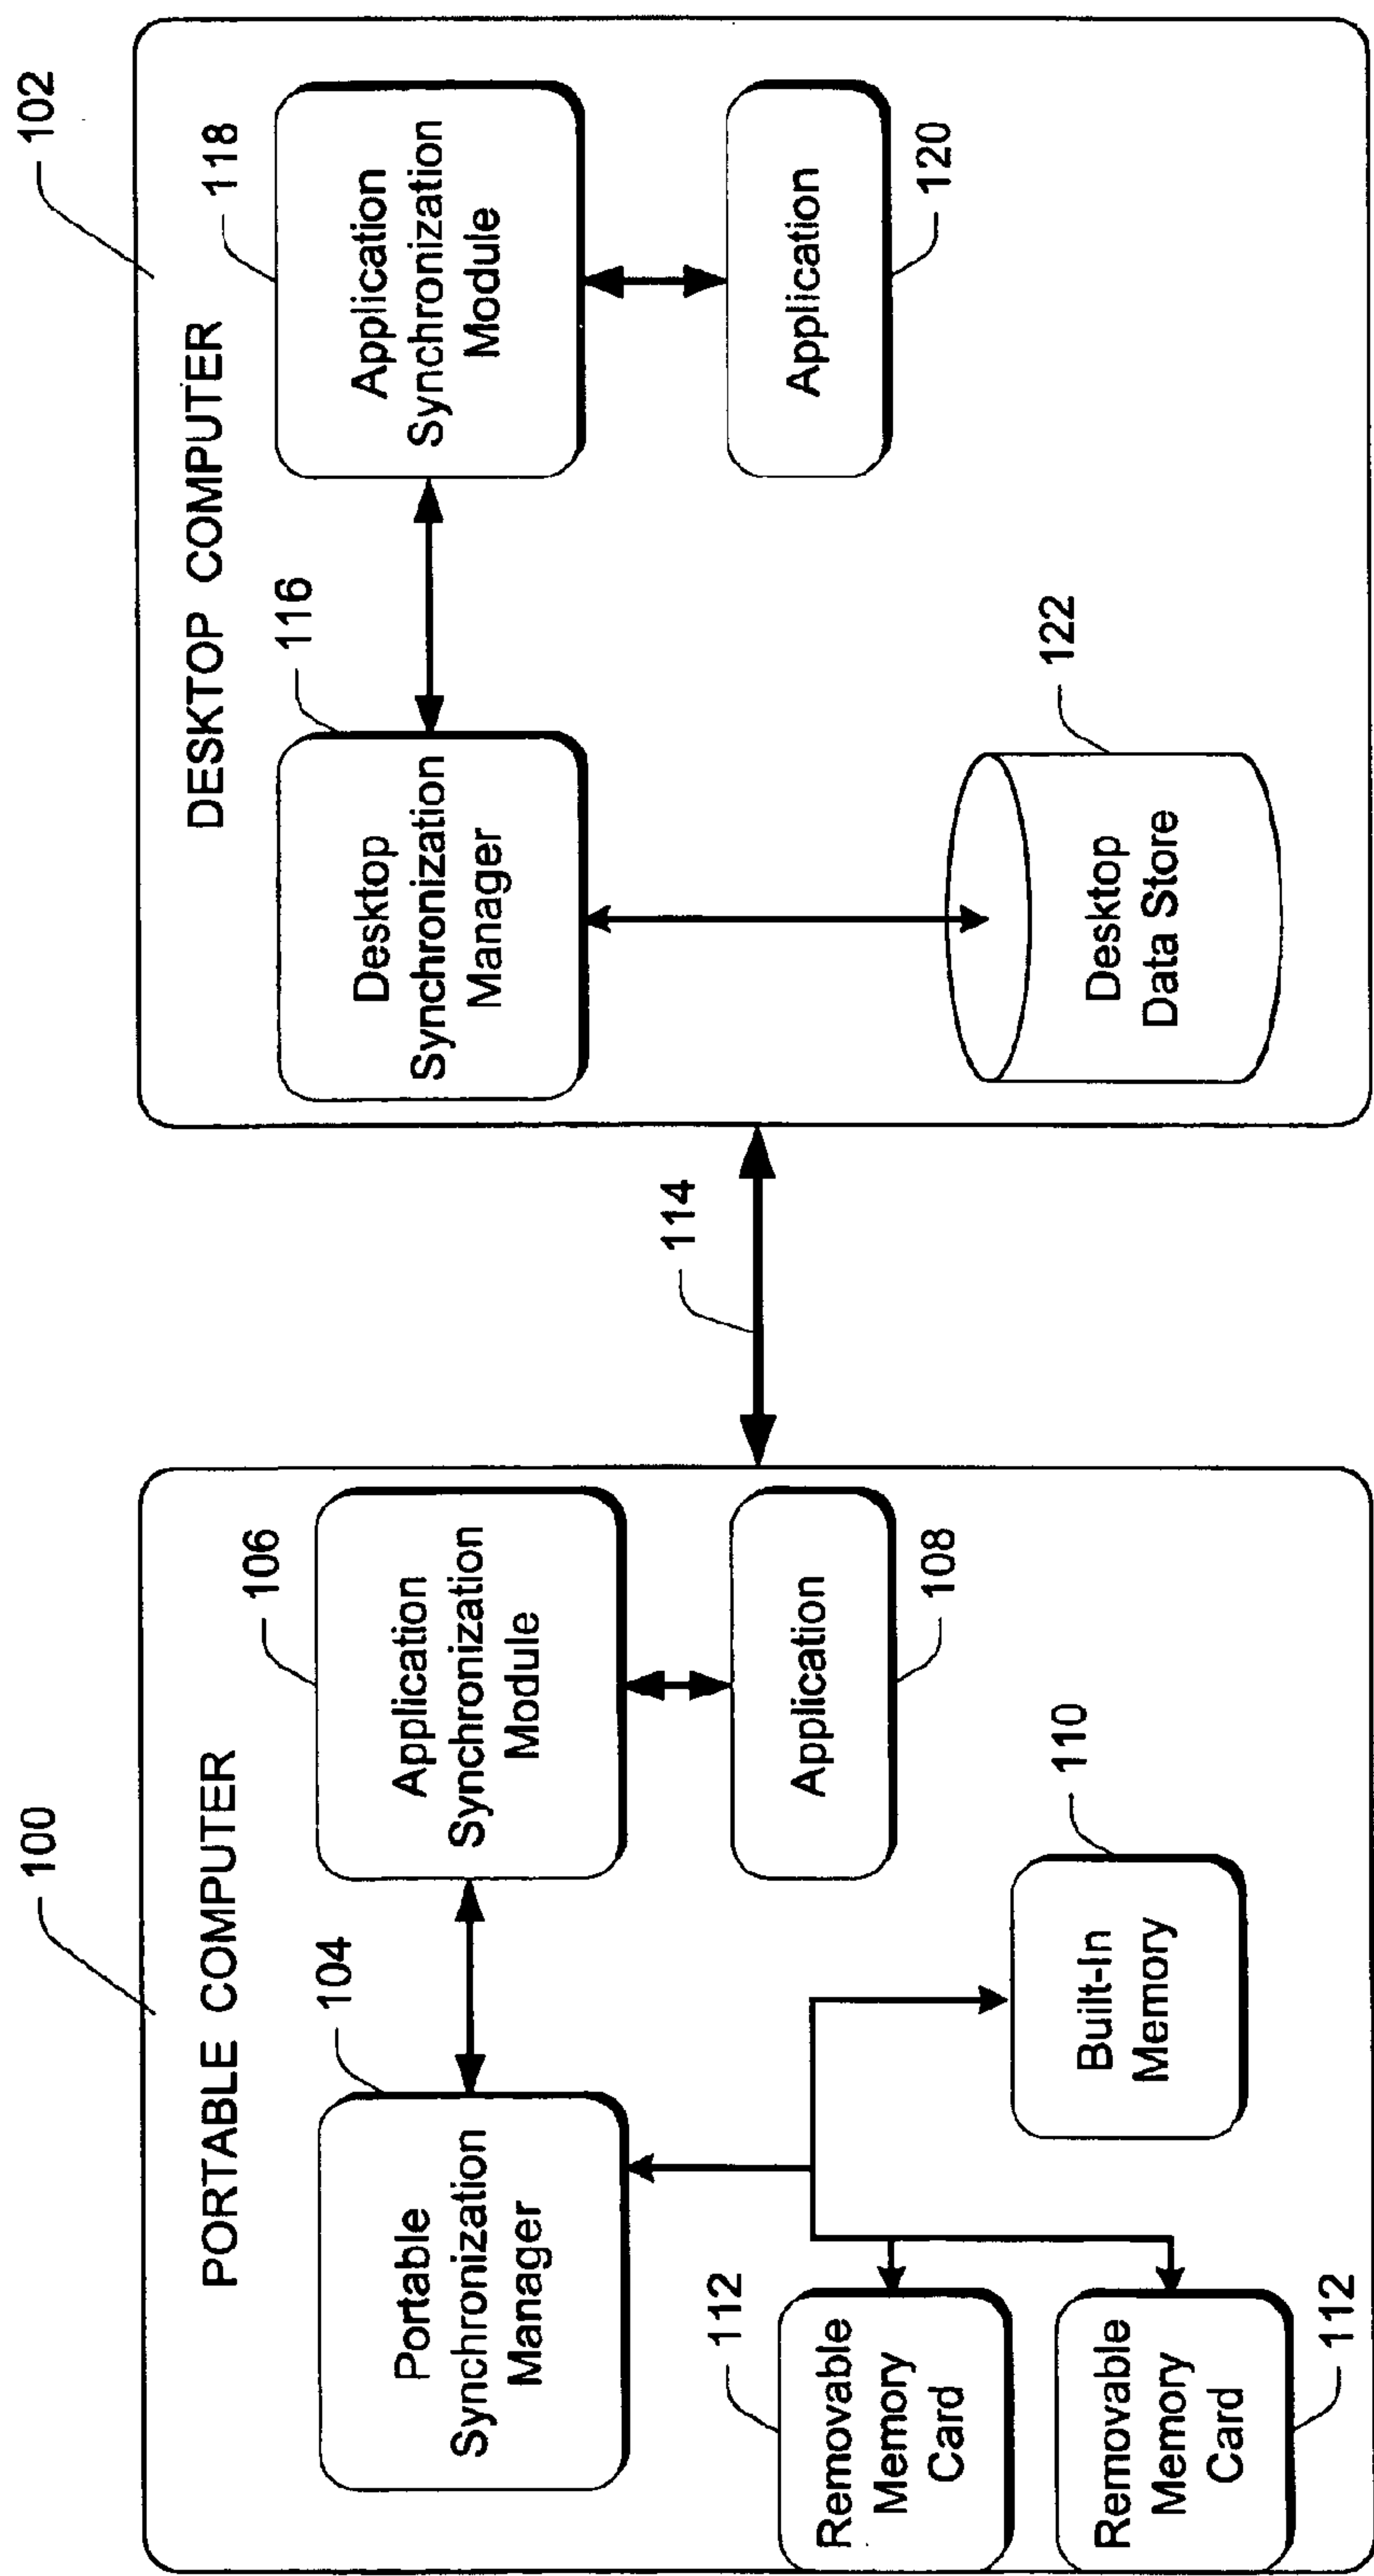 100
PORTABLE COMPUTER
104
Portable
Synchronization
Manager
106
Application
Synchronization
Module
Application
108
110
Built-In
Memory
112
Removable
Memory
Card
Removable
Memory
Card
112
114
102
DESKTOP COMPUTER
116
Desktop
Synchronization
Manager
118
Application
Synchronization
Module
Application
120
122
Desktop
Data Store